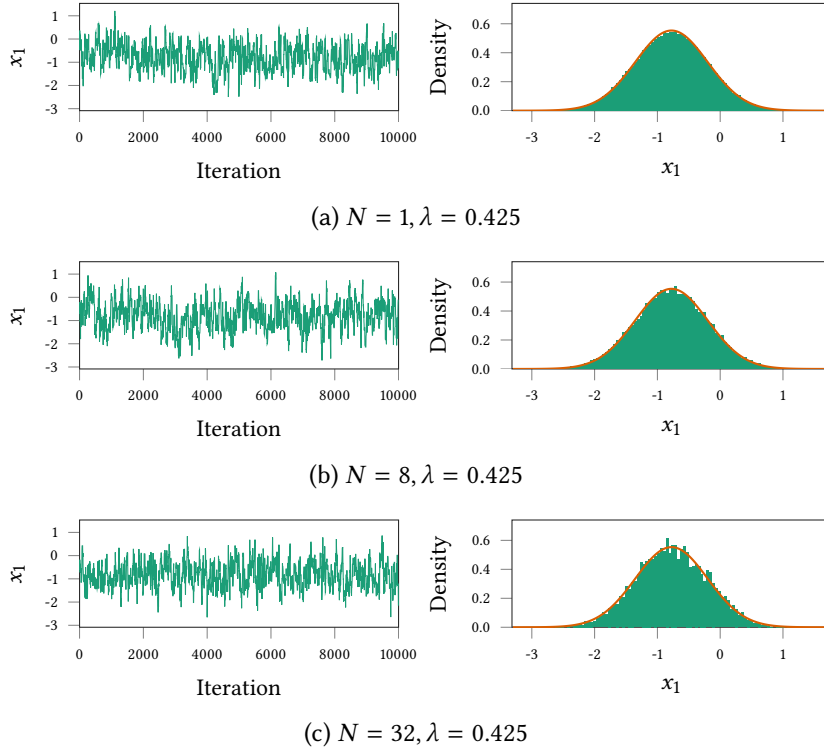 x₁
1
0
-1
-2
-3
0 2000 4000 6000 8000 10000
Iteration
Density
0.6
0.4
0.2
0.0
-3 -2 -1 0 1
x₁
(a) N = 1, λ = 0.425
x₁
1
0
-1
-2
-3
0 2000 4000 6000 8000 10000
Iteration
Density
0.6
0.4
0.2
0.0
-3 -2 -1 0 1
x₁
(b) N = 8, λ = 0.425
x₁
1
0
-1
-2
-3
0 2000 4000 6000 8000 10000
Iteration
Density
0.6
0.4
0.2
0.0
-3 -2 -1 0 1
x₁
(c) N = 32, λ = 0.425